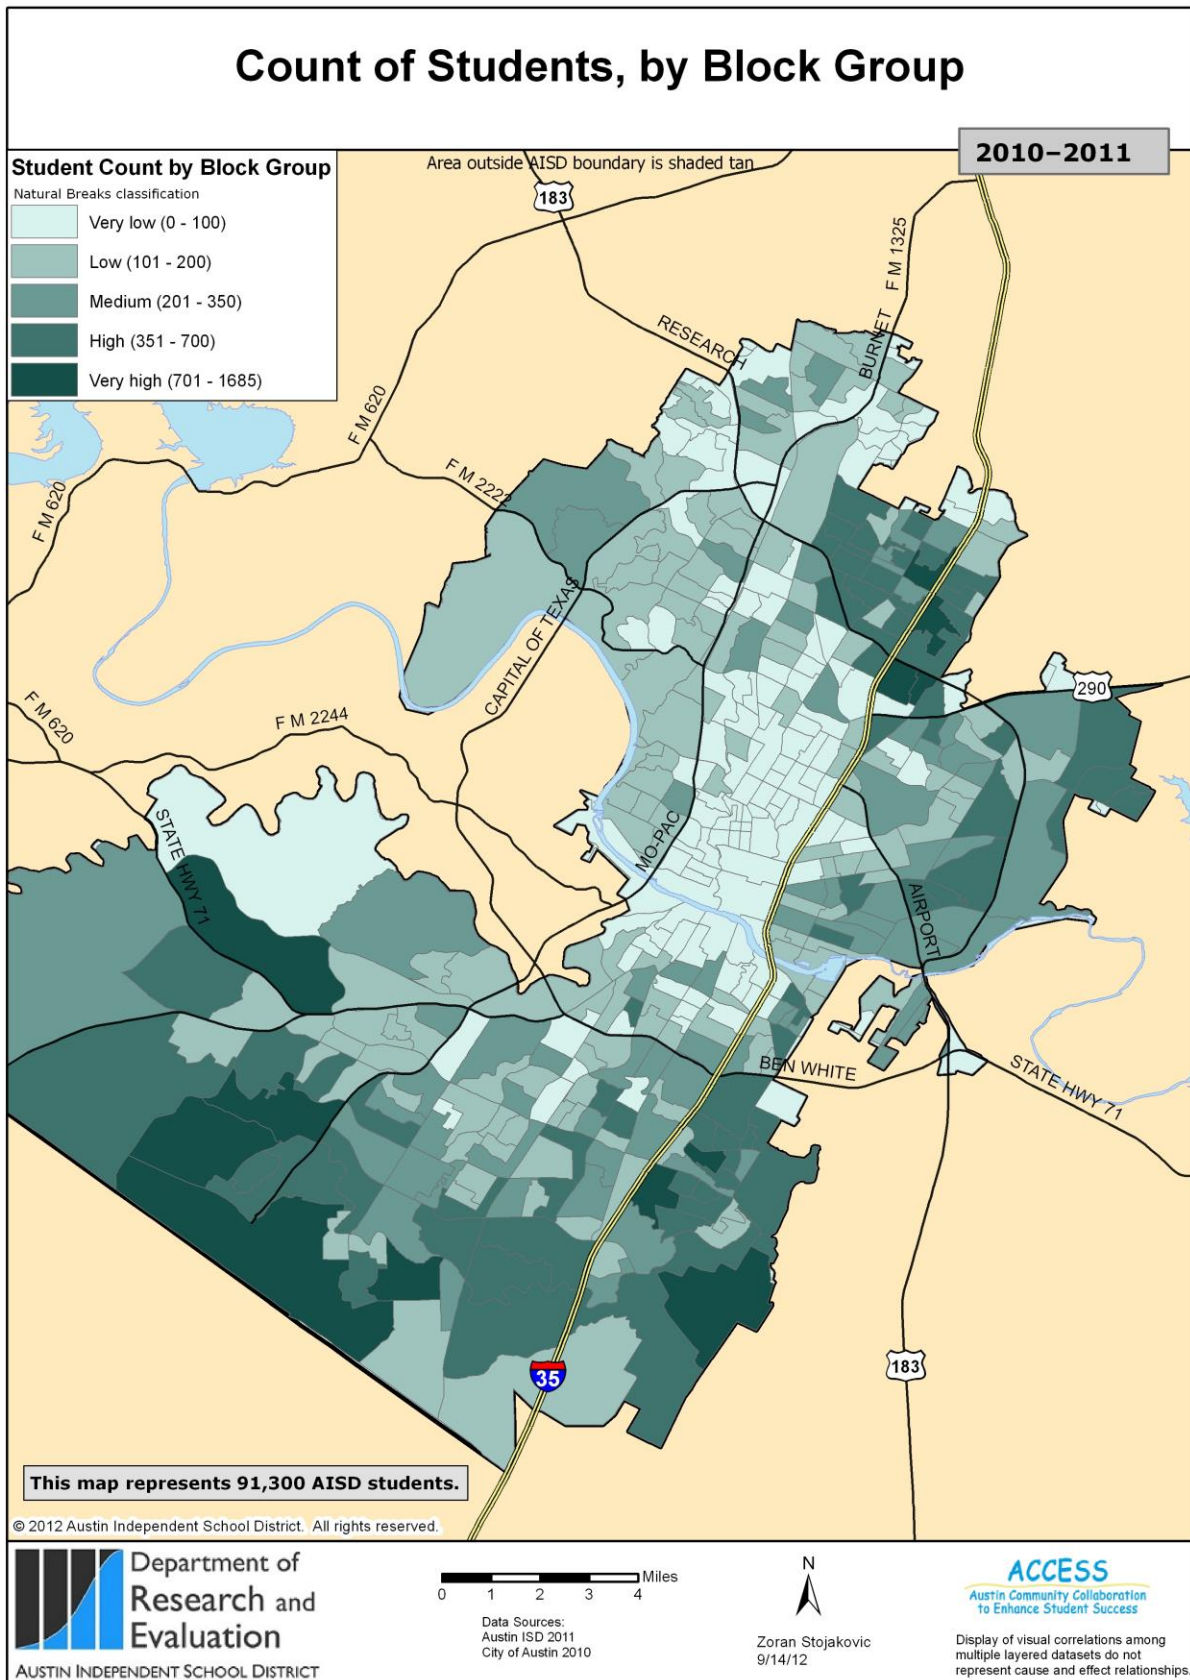 Count of Students, by Block Group
2010–2011
Student Count by Block Group
Natural Breaks classification
Very low (0 - 100)
Low (101 - 200)
Medium (201 - 350)
High (351 - 700)
Very high (701 - 1685)
Area outside AISD boundary is shaded tan
183
F M 1325
BURNET
RESEARCH
F M 620
F M 620
F M 2222
CAPITAL OF TEXAS
F M 620
F M 2244
290
STATE HWY 71
MO-PAC
AIRPORT
BEN WHITE
STATE HWY 71
183
35
This map represents 91,300 AISD students.
© 2012 Austin Independent School District. All rights reserved.
Department of
Research and
Evaluation
AUSTIN INDEPENDENT SCHOOL DISTRICT
0 1 2 3 4 Miles
Data Sources:
Austin ISD 2011
City of Austin 2010
N
Zoran Stojakovic
9/14/12
ACCESS
Austin Community Collaboration
to Enhance Student Success
Display of visual correlations among
multiple layered datasets do not
represent cause and effect relationships